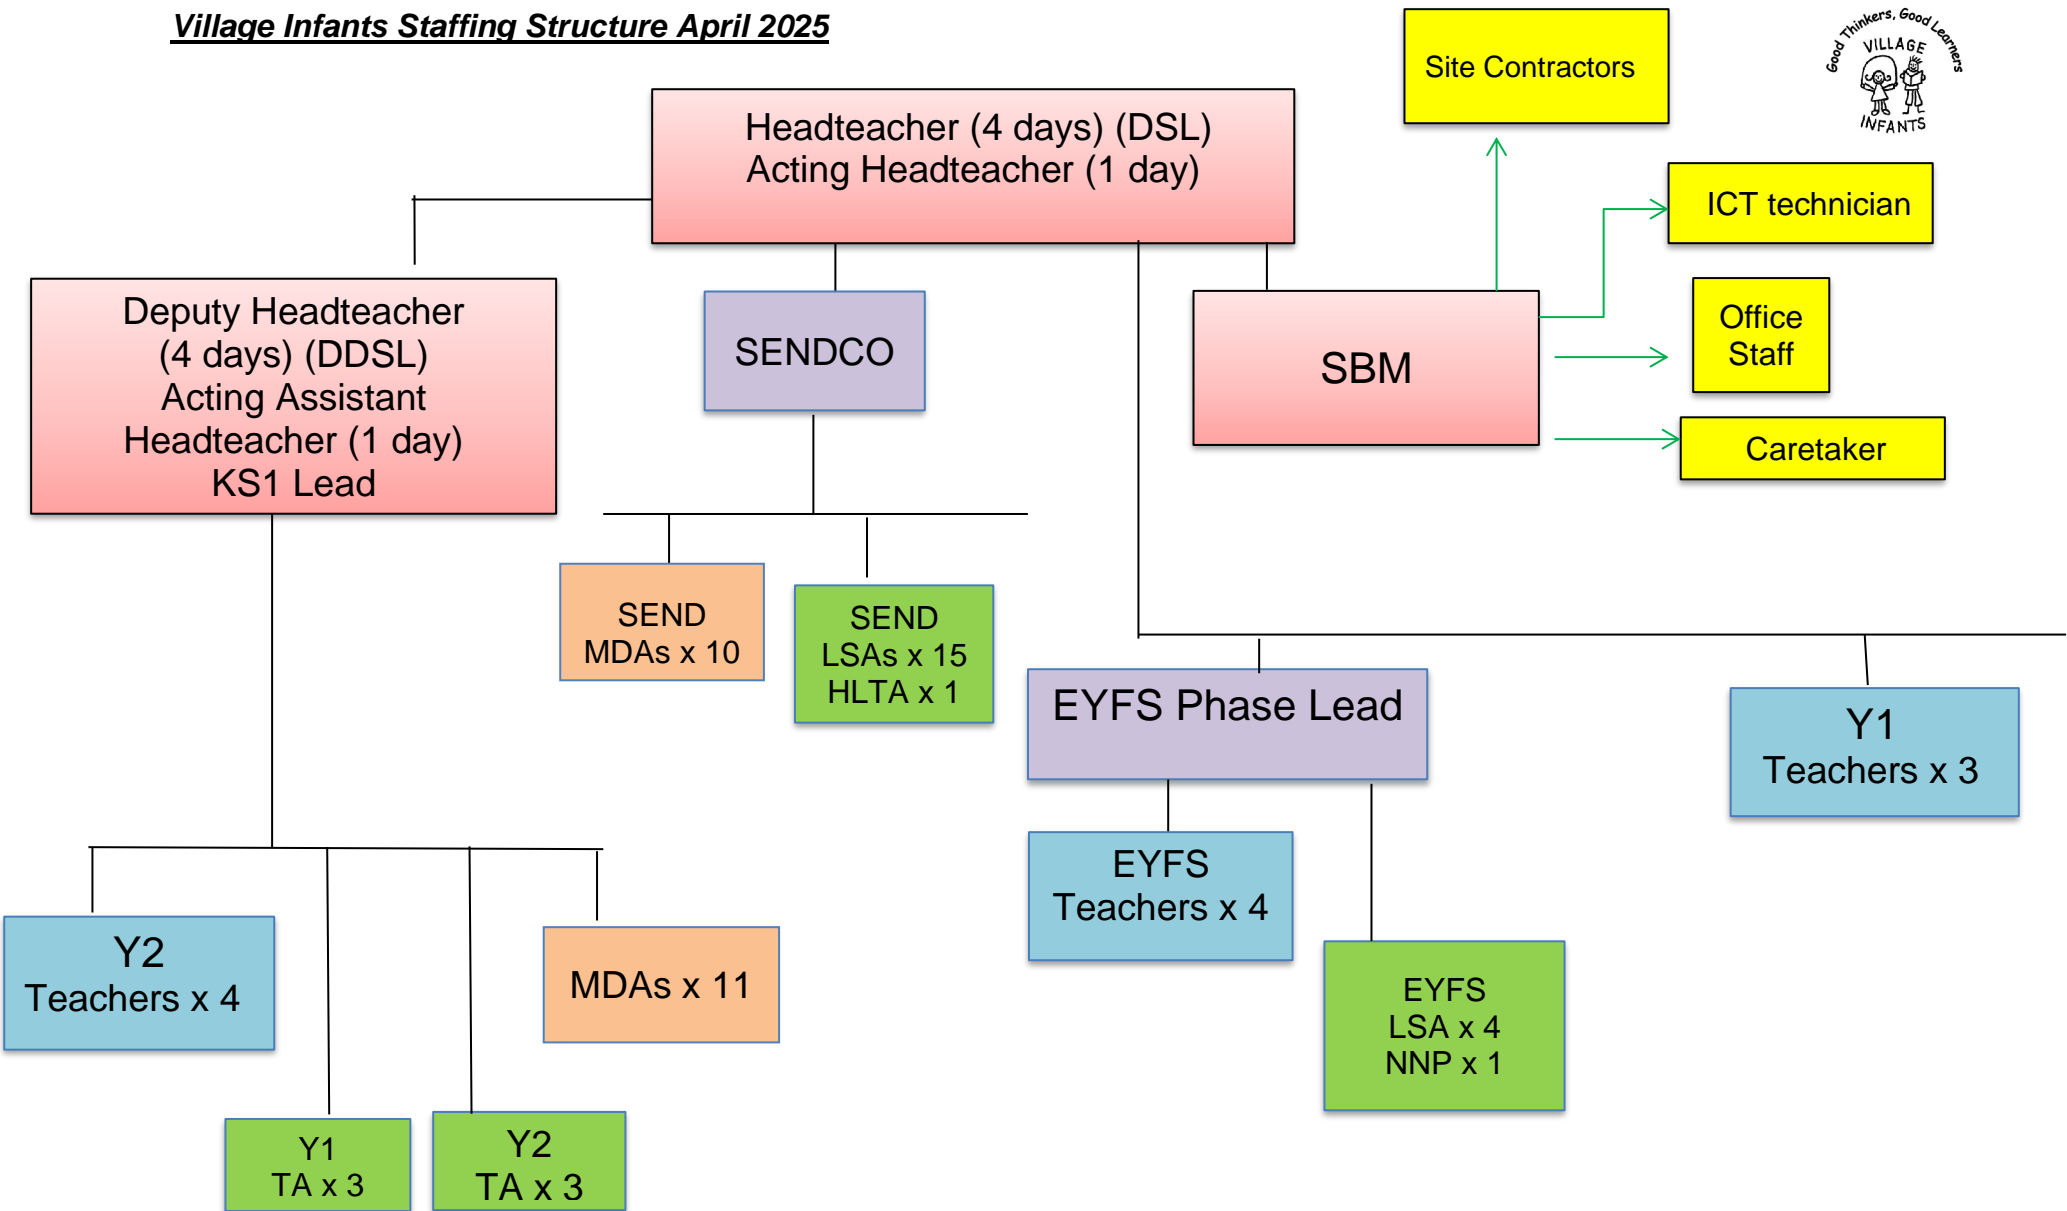 Village Infants Staffing Structure April 2025
Good Thinkers, Good Learners
VILLAGE
INFANTS
Site Contractors
Headteacher (4 days) (DSL)
Acting Headteacher (1 day)
ICT technician
Deputy Headteacher
(4 days) (DDSL)
Acting Assistant
Headteacher (1 day)
KS1 Lead
SENDCO
SBM
Office
Staff
Caretaker
SEND
MDAs x 10
SEND
LSAs x 15
HLTA x 1
EYFS Phase Lead
Y1
Teachers x 3
EYFS
Teachers x 4
Y2
Teachers x 4
MDAs x 11
EYFS
LSA x 4
NNP x 1
Y1
TA x 3
Y2
TA x 3